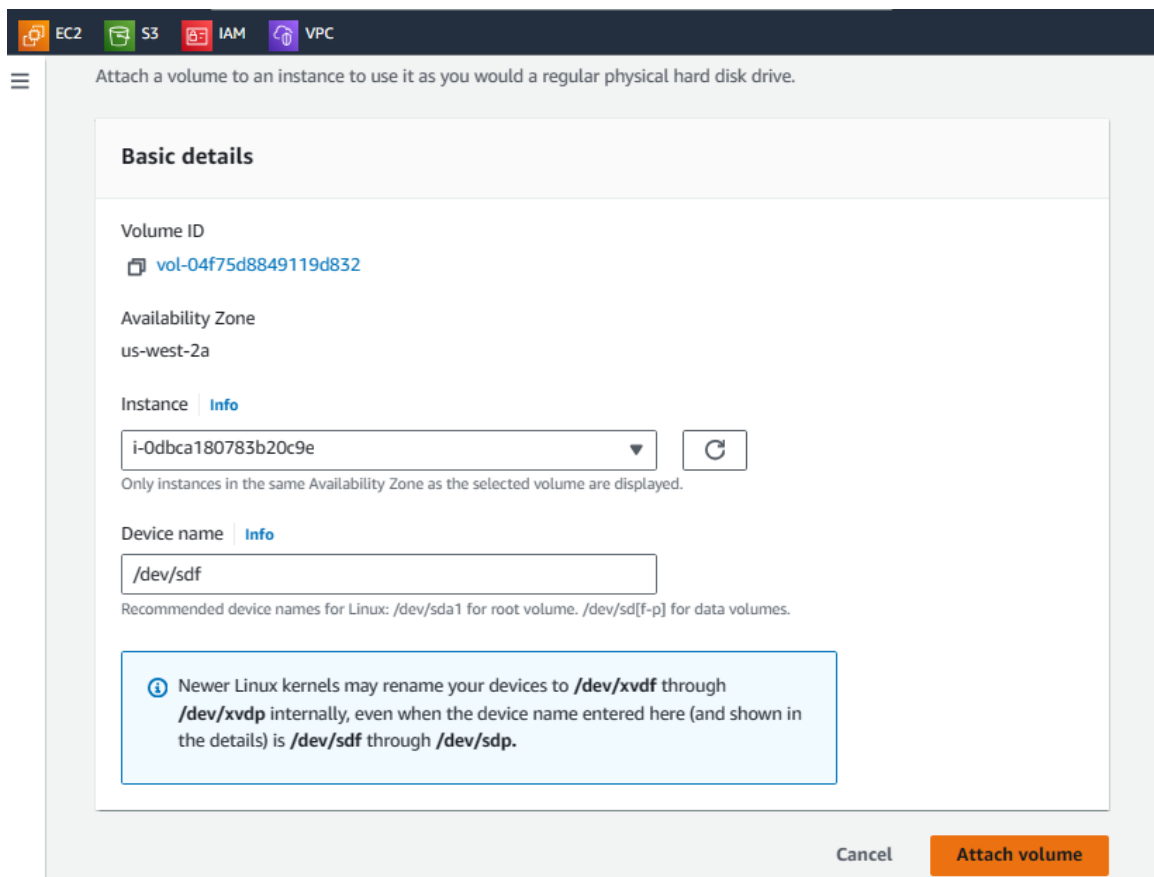 EC2 S3 IAM VPC
Attach a volume to an instance to use it as you would a regular physical hard disk drive.
Basic details
Volume ID
vol-04f75d8849119d832
Availability Zone
us-west-2a
Instance Info
i-0dbca180783b20c9e
Only instances in the same Availability Zone as the selected volume are displayed.
Device name Info
/dev/sdf
Recommended device names for Linux: /dev/sda1 for root volume. /dev/sd[f-p] for data volumes.
Newer Linux kernels may rename your devices to /dev/xvdf through
/dev/xvdp internally, even when the device name entered here (and shown in
the details) is /dev/sdf through /dev/sdp.
Cancel Attach volume